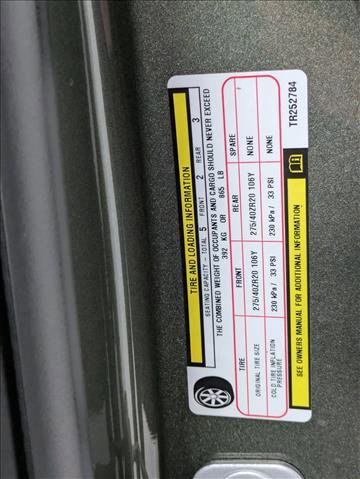 TIRE AND LOADING INFORMATION
SEATING CAPACITY - TOTAL 5 FRONT 2 REAR 3
THE COMBINED WEIGHT OF OCCUPANTS AND CARGO SHOULD NEVER EXCEED
392 KG OR 865 LB
TIRE FRONT REAR SPARE
ORIGINAL TIRE SIZE 275/40ZR20 106Y 275/40ZR20 106Y NONE
COLD TIRE INFLATION PRESSURE 230 kPa / 33 PSI 230 kPa / 33 PSI NONE
SEE OWNERS MANUAL FOR ADDITIONAL INFORMATION
TR252784